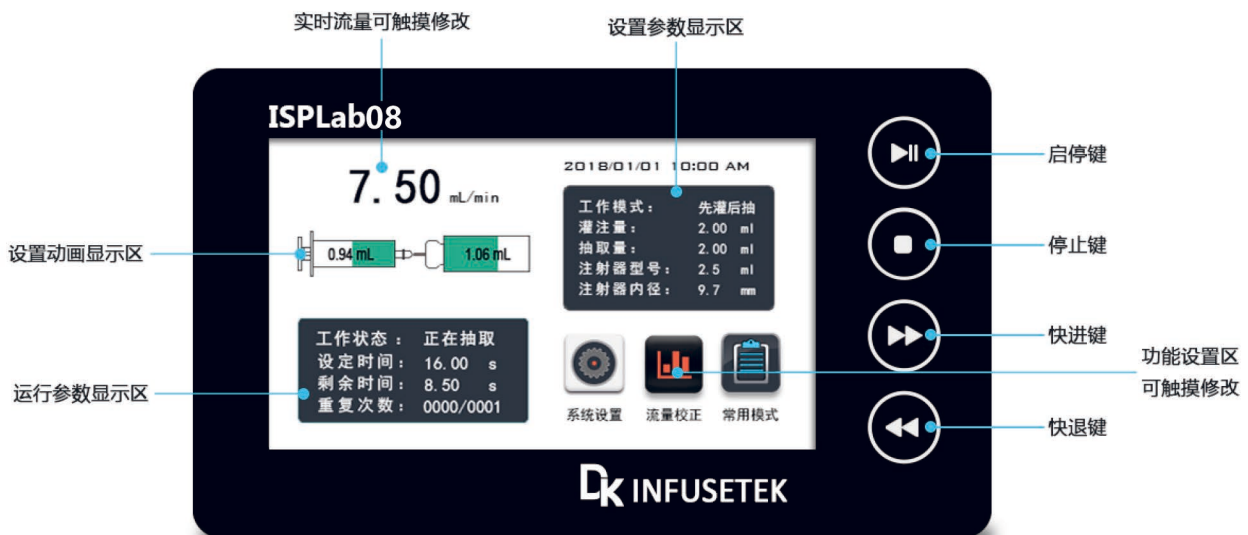 实时流量可触摸修改
设置参数显示区
ISPLab08
7.50 mL/min
2018/01/01 10:00 AM
工作模式: 先灌后抽
灌注量: 2.00 ml
抽取量: 2.00 ml
注射器型号: 2.5 ml
注射器内径: 9.7 mm
设置动画显示区
0.94 mL
1.06 mL
工作状态: 正在抽取
设定时间: 16.00 s
剩余时间: 8.50 s
重复次数: 0000/0001
运行参数显示区
系统设置
流量校正
常用模式
启停键
停止键
快进键
功能设置区
可触摸修改
快退键
DK INFUSETEK